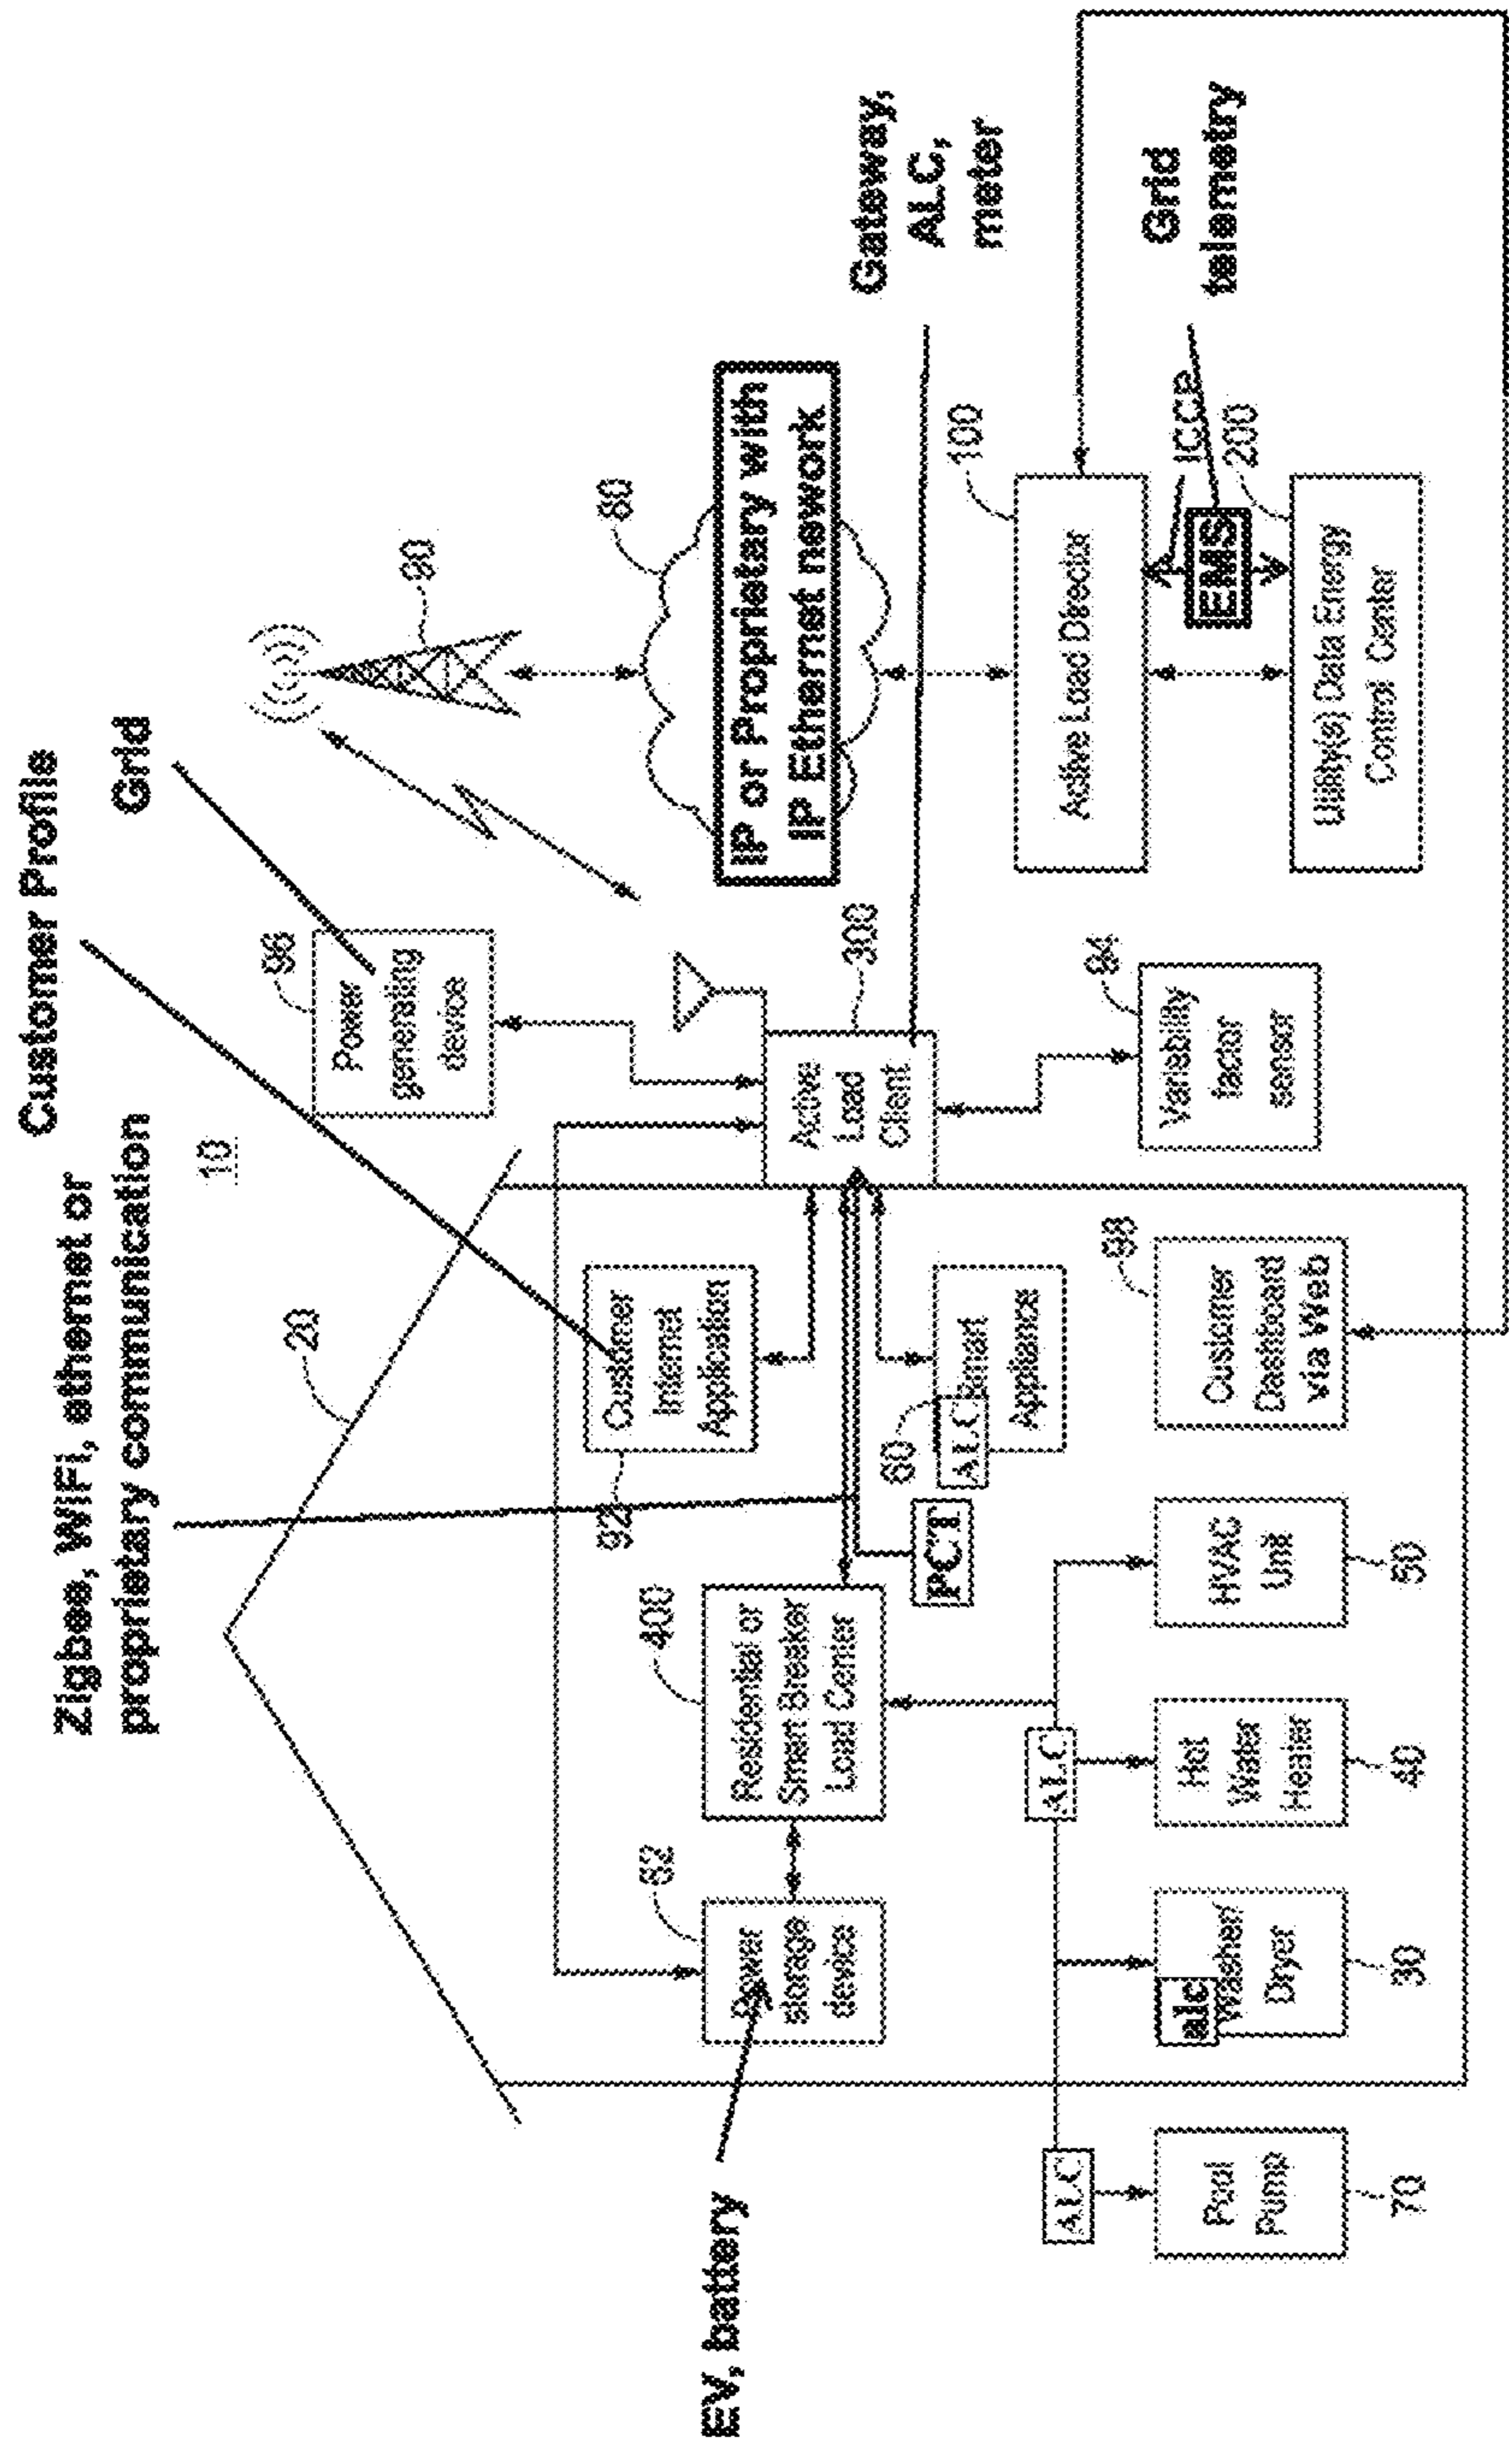 Customer Profile
Grid
Zigbee, WiFi, ethernet or
proprietary communication
10
20
96
Power
generating
device
90
80
IP or Proprietary with
IP Ethernet nework
Gateway,
ALC,
meter
300
Active
Load
Client
92
Customer
Internet
Application
400
Residential or
Smart Breaker
Load Center
82
Power
storage
device
EV, battery
PCT
60
ALC
Smart
Appliance
94
Variability
factor
sensor
100
Active Load Director
ICCP
EMS
Grid
telemetry
200
Utility(s) Data Energy
Control Center
98
Customer
Dashboard
via Web
ALC
ALC
HVAC
Unit
50
Hot
Water
Heater
40
alc
Washer/
Dryer
30
Pool
Pump
70